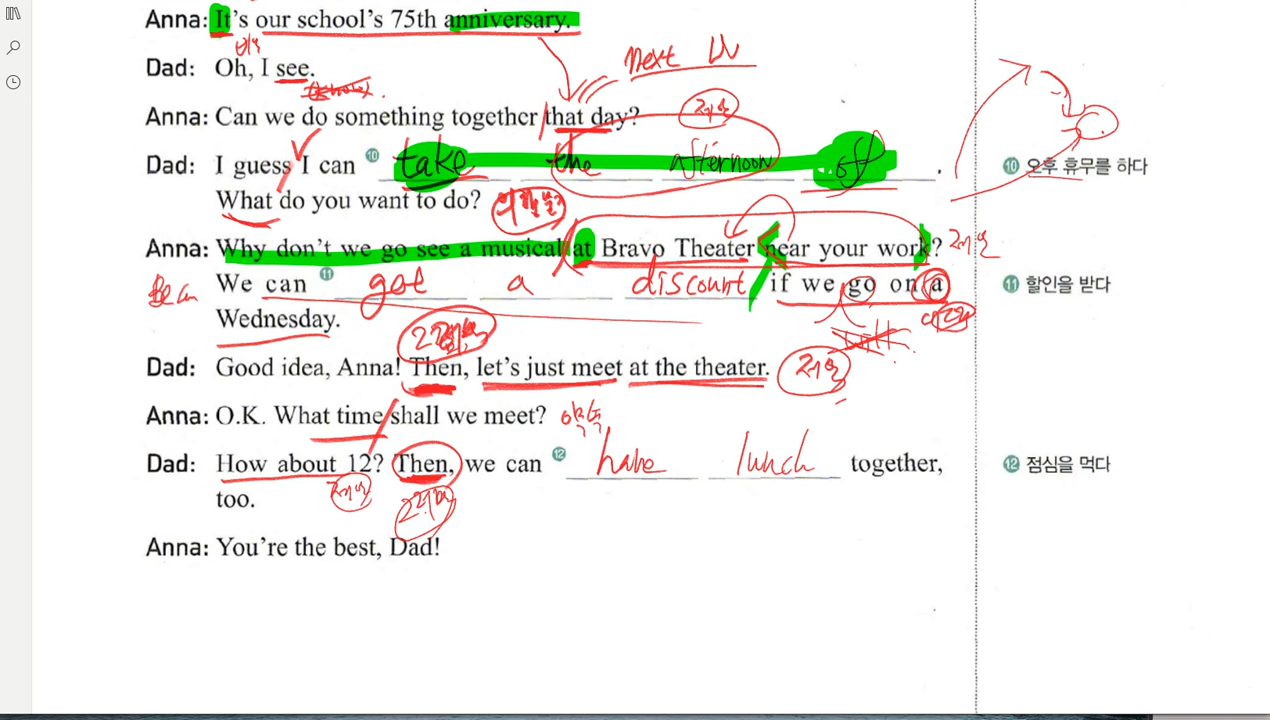 Anna: It's our school's 75th anniversary.
next W
Dad: Oh, I see.
Anna: Can we do something together that day?
Dad: I guess I can ⑩ take the afternoon off. ⑩ 오후 휴무를 하다
What do you want to do?
Anna: Why don't we go see a musical at Bravo Theater near your work?
We can ⑪ get a discount if we go on a ⑪ 할인을 받다
Wednesday.
Dad: Good idea, Anna! Then, let's just meet at the theater.
Anna: O.K. What time shall we meet? 약속
Dad: How about 12? Then, we can ⑫ have lunch together, ⑫ 점심을 먹다
too.
Anna: You're the best, Dad!